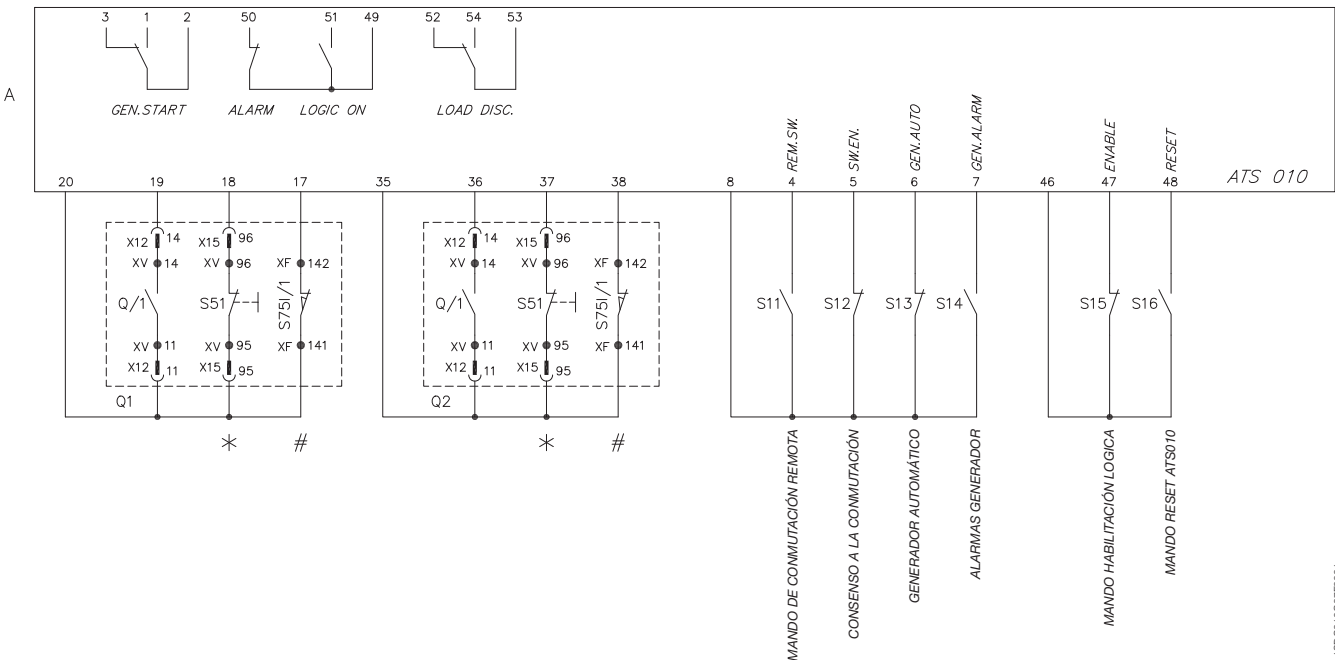 3 1 2 50 51 49 52 54 53
A
GEN.START ALARM LOGIC ON LOAD DISC.
REM.SW.
SW.EN.
GEN.AUTO
GEN.ALARM
ENABLE
RESET
ATS 010
20 19 18 17 35 36 37 38 8 4 5 6 7 46 47 48
X12 14 X15 96 X12 14 X15 96
XV 14 XV 96 XF 142 XV 14 XV 96 XF 142
Q/1 S51 S75I/1 Q/1 S51 S75I/1 S11 S12 S13 S14 S15 S16
XV 11 XV 95 XF 141 XV 11 XV 95 XF 141
X12 11 X15 95 X12 11 X15 95
Q1 Q2
* # * #
MANDO DE CONMUTACIÓN REMOTA
CONSENSO A LA CONMUTACIÓN
GENERADOR AUTOMÁTICO
ALARMAS GENERADOR
MANDO HABILITACIÓN LOGICA
MANDO RESET ATS010